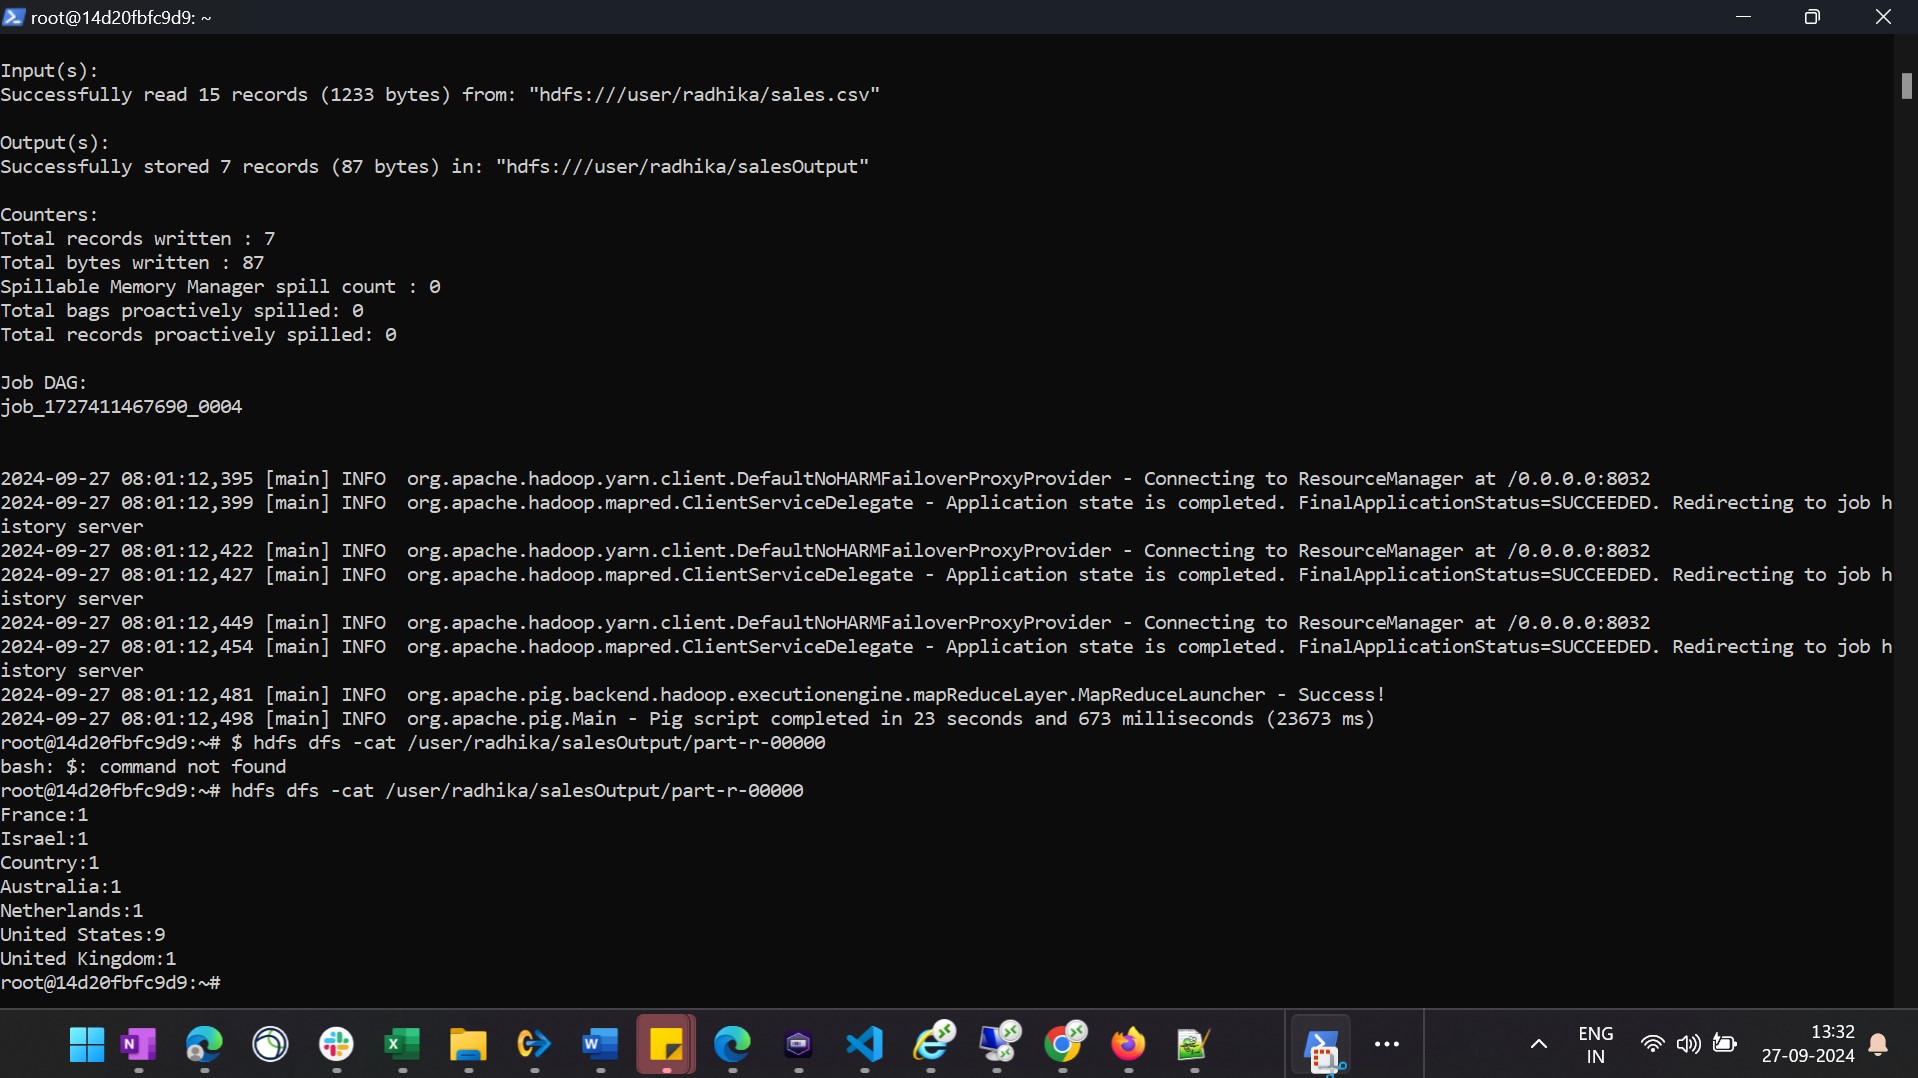 root@14d20fbfc9d9: ~
Input(s):
Successfully read 15 records (1233 bytes) from: "hdfs:///user/radhika/sales.csv"
Output(s):
Successfully stored 7 records (87 bytes) in: "hdfs:///user/radhika/salesOutput"
Counters:
Total records written : 7
Total bytes written : 87
Spillable Memory Manager spill count : 0
Total bags proactively spilled: 0
Total records proactively spilled: 0
Job DAG:
job_1727411467690_0004
2024-09-27 08:01:12,395 [main] INFO  org.apache.hadoop.yarn.client.DefaultNoHARMFailoverProxyProvider - Connecting to ResourceManager at /0.0.0.0:8032
2024-09-27 08:01:12,399 [main] INFO  org.apache.hadoop.mapred.ClientServiceDelegate - Application state is completed. FinalApplicationStatus=SUCCEEDED. Redirecting to job h
istory server
2024-09-27 08:01:12,422 [main] INFO  org.apache.hadoop.yarn.client.DefaultNoHARMFailoverProxyProvider - Connecting to ResourceManager at /0.0.0.0:8032
2024-09-27 08:01:12,427 [main] INFO  org.apache.hadoop.mapred.ClientServiceDelegate - Application state is completed. FinalApplicationStatus=SUCCEEDED. Redirecting to job h
istory server
2024-09-27 08:01:12,449 [main] INFO  org.apache.hadoop.yarn.client.DefaultNoHARMFailoverProxyProvider - Connecting to ResourceManager at /0.0.0.0:8032
2024-09-27 08:01:12,454 [main] INFO  org.apache.hadoop.mapred.ClientServiceDelegate - Application state is completed. FinalApplicationStatus=SUCCEEDED. Redirecting to job h
istory server
2024-09-27 08:01:12,481 [main] INFO  org.apache.pig.backend.hadoop.executionengine.mapReduceLayer.MapReduceLauncher - Success!
2024-09-27 08:01:12,498 [main] INFO  org.apache.pig.Main - Pig script completed in 23 seconds and 673 milliseconds (23673 ms)
root@14d20fbfc9d9:~# $ hdfs dfs -cat /user/radhika/salesOutput/part-r-00000
bash: $: command not found
root@14d20fbfc9d9:~# hdfs dfs -cat /user/radhika/salesOutput/part-r-00000
France:1
Israel:1
Country:1
Australia:1
Netherlands:1
United States:9
United Kingdom:1
root@14d20fbfc9d9:~#
ENG
IN
13:32
27-09-2024